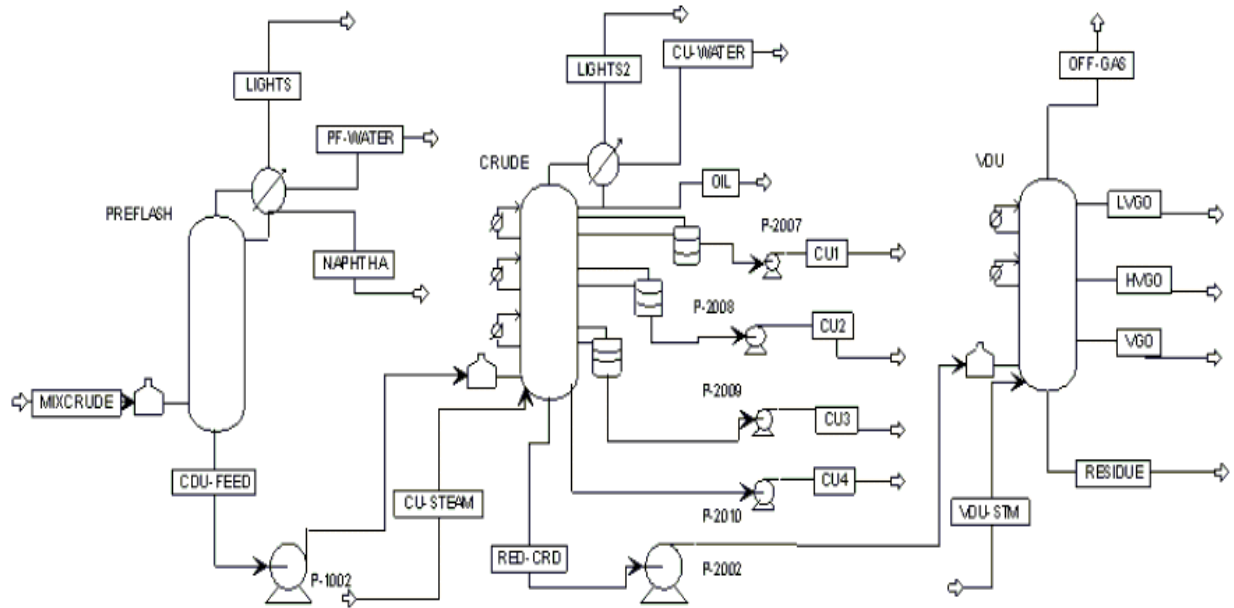 LIGHTS
PF-WATER
PREFLASH
NAPHTHA
MIXCRUDE
CDU-FEED
P-1002
CU-STEAM
LIGHTS2
CU-WATER
CRUDE
OIL
P-2007
CU1
P-2008
CU2
P-2009
CU3
CU4
P-2010
RED-CRD
P-2002
OFF-GAS
VDU
LVGO
HVGO
VGO
RESIDUE
VDU-STM